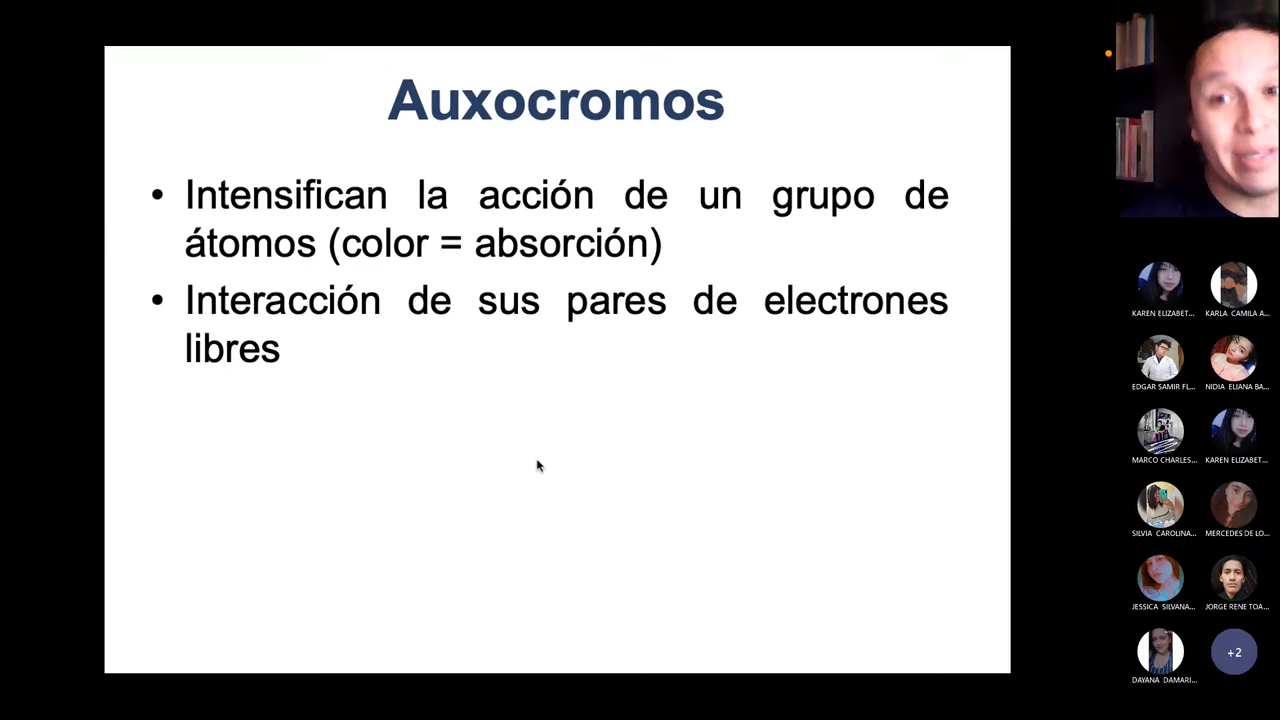 Auxocromos
• Intensifican la acción de un grupo de
átomos (color = absorción)
• Interacción de sus pares de electrones
libres
KAREN ELIZABET...
KARLA CAMILA A...
EDGAR SAMIR FL...
NIDIA ELIANA BA...
MARCO CHARLES...
KAREN ELIZABET...
SILVIA CAROLINA...
MERCEDES DE LO...
JESSICA SILVANA...
JORGE RENE TOA...
DAYANA DAMARI...
+2